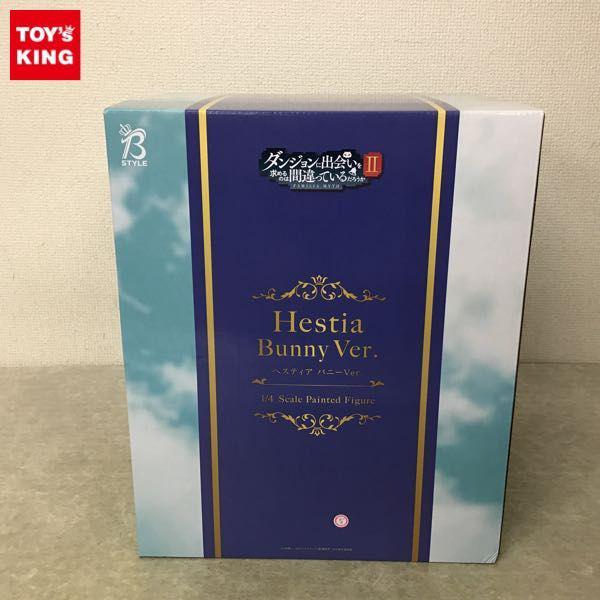 TOY's
KING
B
STYLE
ダンジョンに出会いを
求めるのは間違っているだろうか
II
FAMILIA MYTH
Hestia
Bunny Ver.
ヘスティア バニーVer.
1/4 Scale Painted Figure